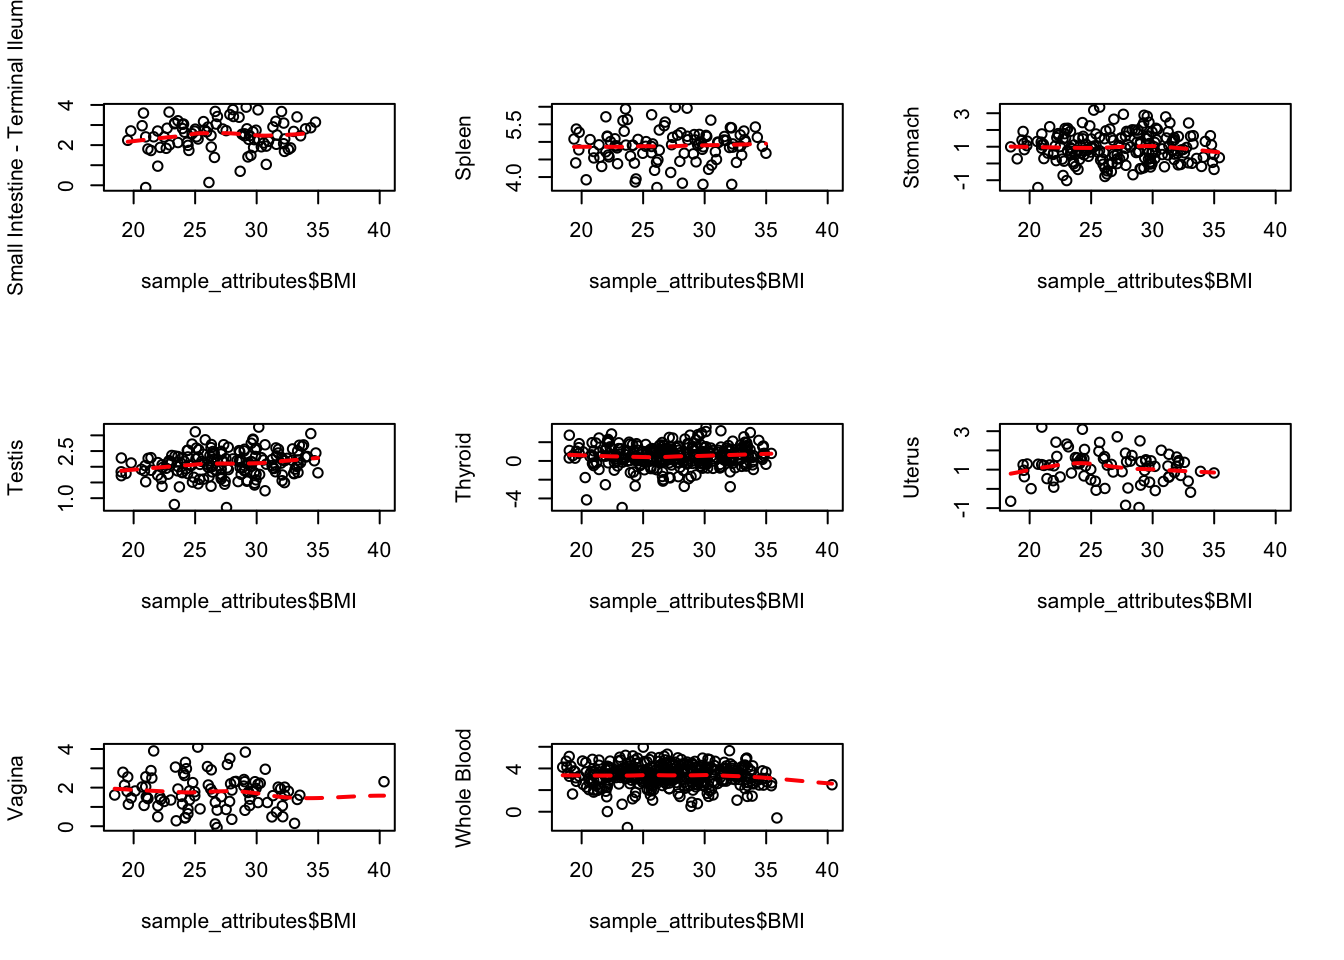 Small Intestine - Terminal Ileum
4
2
0
20 25 30 35 40
sample_attributes$BMI
Spleen
5.5
4.0
20 25 30 35 40
sample_attributes$BMI
Stomach
3
1
-1
20 25 30 35 40
sample_attributes$BMI
Testis
2.5
1.0
20 25 30 35 40
sample_attributes$BMI
Thyroid
0
-4
20 25 30 35 40
sample_attributes$BMI
Uterus
3
1
-1
20 25 30 35 40
sample_attributes$BMI
Vagina
4
2
0
20 25 30 35 40
sample_attributes$BMI
Whole Blood
4
0
20 25 30 35 40
sample_attributes$BMI